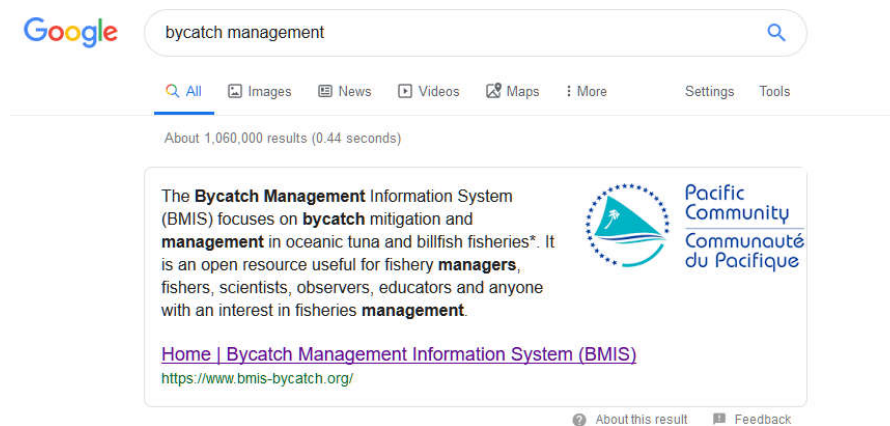 Google
bycatch management
All Images News Videos Maps More Settings Tools
About 1,060,000 results (0.44 seconds)
The Bycatch Management Information System
(BMIS) focuses on bycatch mitigation and
management in oceanic tuna and billfish fisheries*. It
is an open resource useful for fishery managers,
fishers, scientists, observers, educators and anyone
with an interest in fisheries management.
Pacific
Community
Communauté
du Pacifique
Home | Bycatch Management Information System (BMIS)
https://www.bmis-bycatch.org/
About this result Feedback